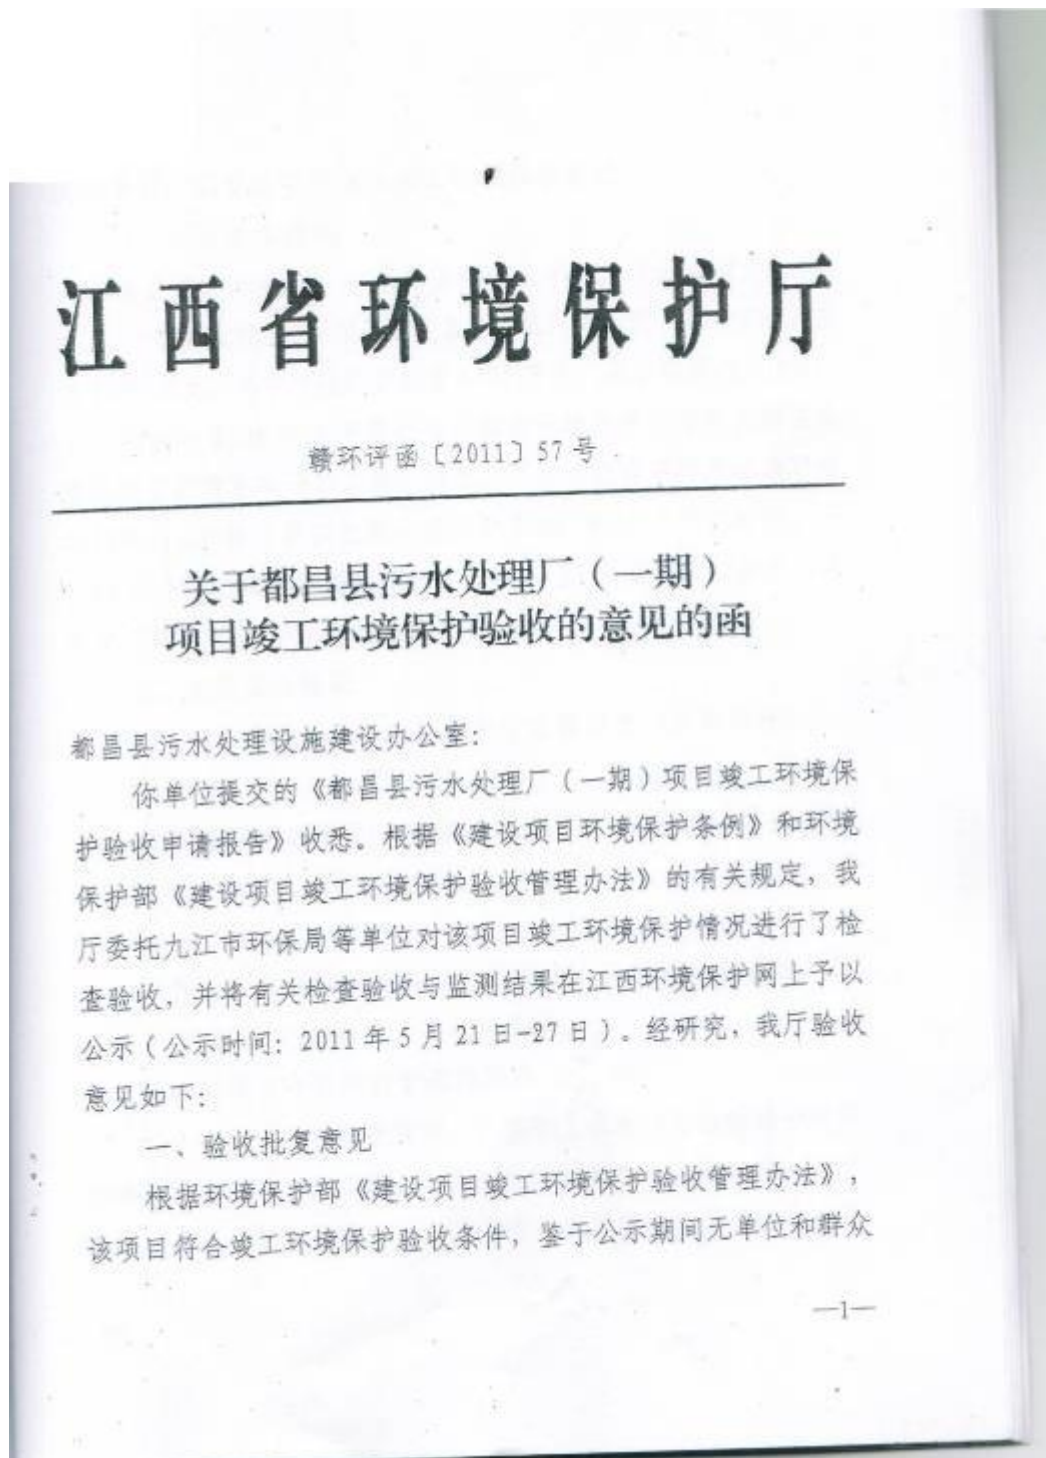 江西省环境保护厅
赣环评函〔2011〕57号
关于都昌县污水处理厂（一期）
项目竣工环境保护验收的意见的函
都昌县污水处理设施建设办公室：
你单位提交的《都昌县污水处理厂（一期）项目竣工环境保
护验收申请报告》收悉。根据《建设项目环境保护条例》和环境
保护部《建设项目竣工环境保护验收管理办法》的有关规定，我
厅委托九江市环保局等单位对该项目竣工环境保护情况进行了检
查验收，并将有关检查验收与监测结果在江西环境保护网上予以
公示（公示时间：2011年5月21日-27日）。经研究，我厅验收
意见如下：
一、验收批复意见
根据环境保护部《建设项目竣工环境保护验收管理办法》，
该项目符合竣工环境保护验收条件，鉴于公示期间无单位和群众
—1—